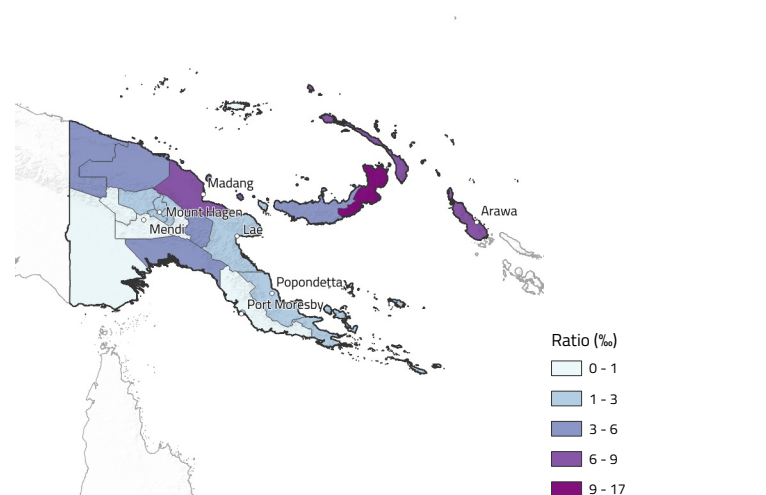 Madang
Mount Hagen
Arawa
Mendi
Lae
Popondetta
Port Moresby
Ratio (‰)
0 - 1
1 - 3
3 - 6
6 - 9
9 - 17